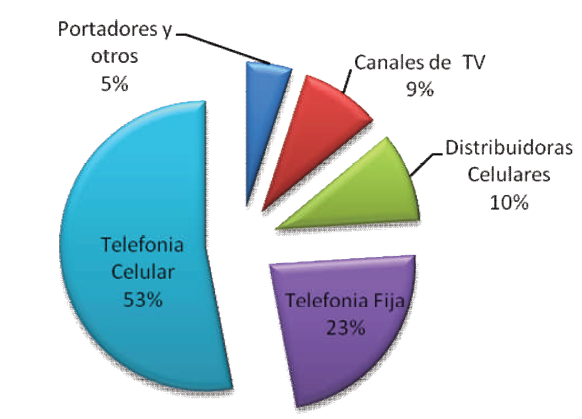 Portadores y
otros
5%
Canales de TV
9%
Distribuidoras
Celulares
10%
Telefonia
Celular
53%
Telefonia Fija
23%